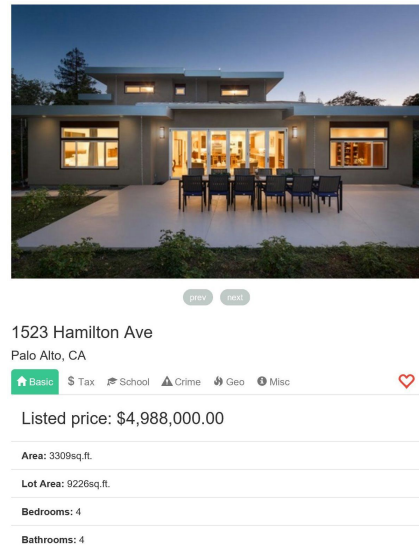 prev next
1523 Hamilton Ave
Palo Alto, CA
Basic $ Tax School Crime Geo Misc
Listed price: $4,988,000.00
Area: 3309sq.ft.
Lot Area: 9226sq.ft.
Bedrooms: 4
Bathrooms: 4